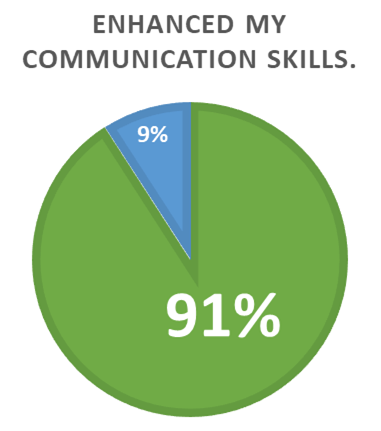 ENHANCED MY
COMMUNICATION SKILLS.
9%
91%